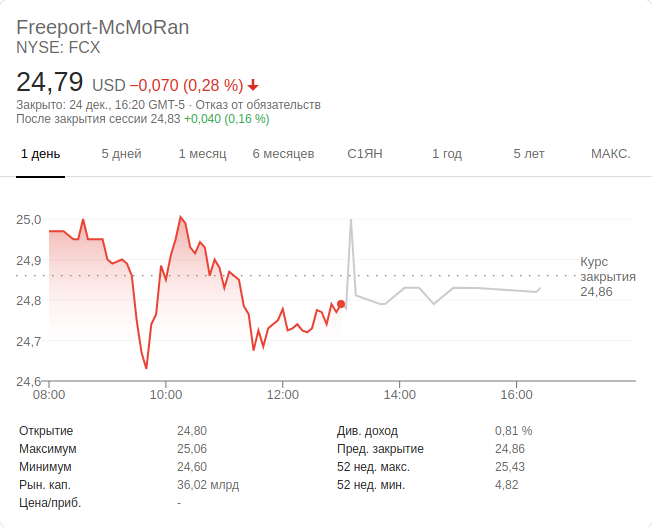 Freeport-McMoRan
NYSE: FCX
24,79 USD −0,070 (0,28 %)
Закрыто: 24 дек., 16:20 GMT-5 · Отказ от обязательств
После закрытия сессии 24,83 +0,040 (0,16 %)
1 день 5 дней 1 месяц 6 месяцев С1ЯН 1 год 5 лет МАКС.
25,0
24,9
24,8
24,7
24,6
Курс
закрытия
24,86
08:00 10:00 12:00 14:00 16:00
Открытие 24,80 Див. доход 0,81 %
Максимум 25,06 Пред. закрытие 24,86
Минимум 24,60 52 нед. макс. 25,43
Рын. кап. 36,02 млрд 52 нед. мин. 4,82
Цена/приб. -